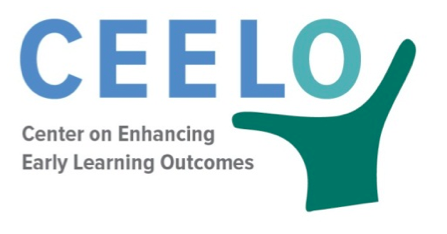 CEELO
Center on Enhancing
Early Learning Outcomes